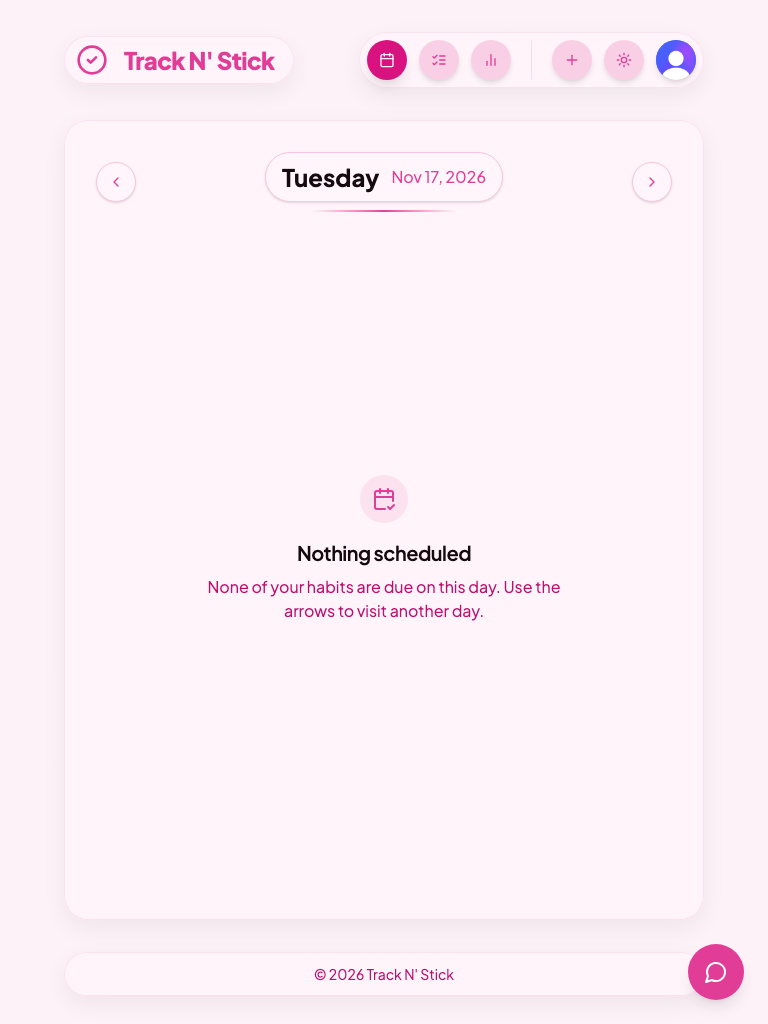 Track N' Stick
Tuesday Nov 17, 2026
Nothing scheduled
None of your habits are due on this day. Use the
arrows to visit another day.
© 2026 Track N' Stick